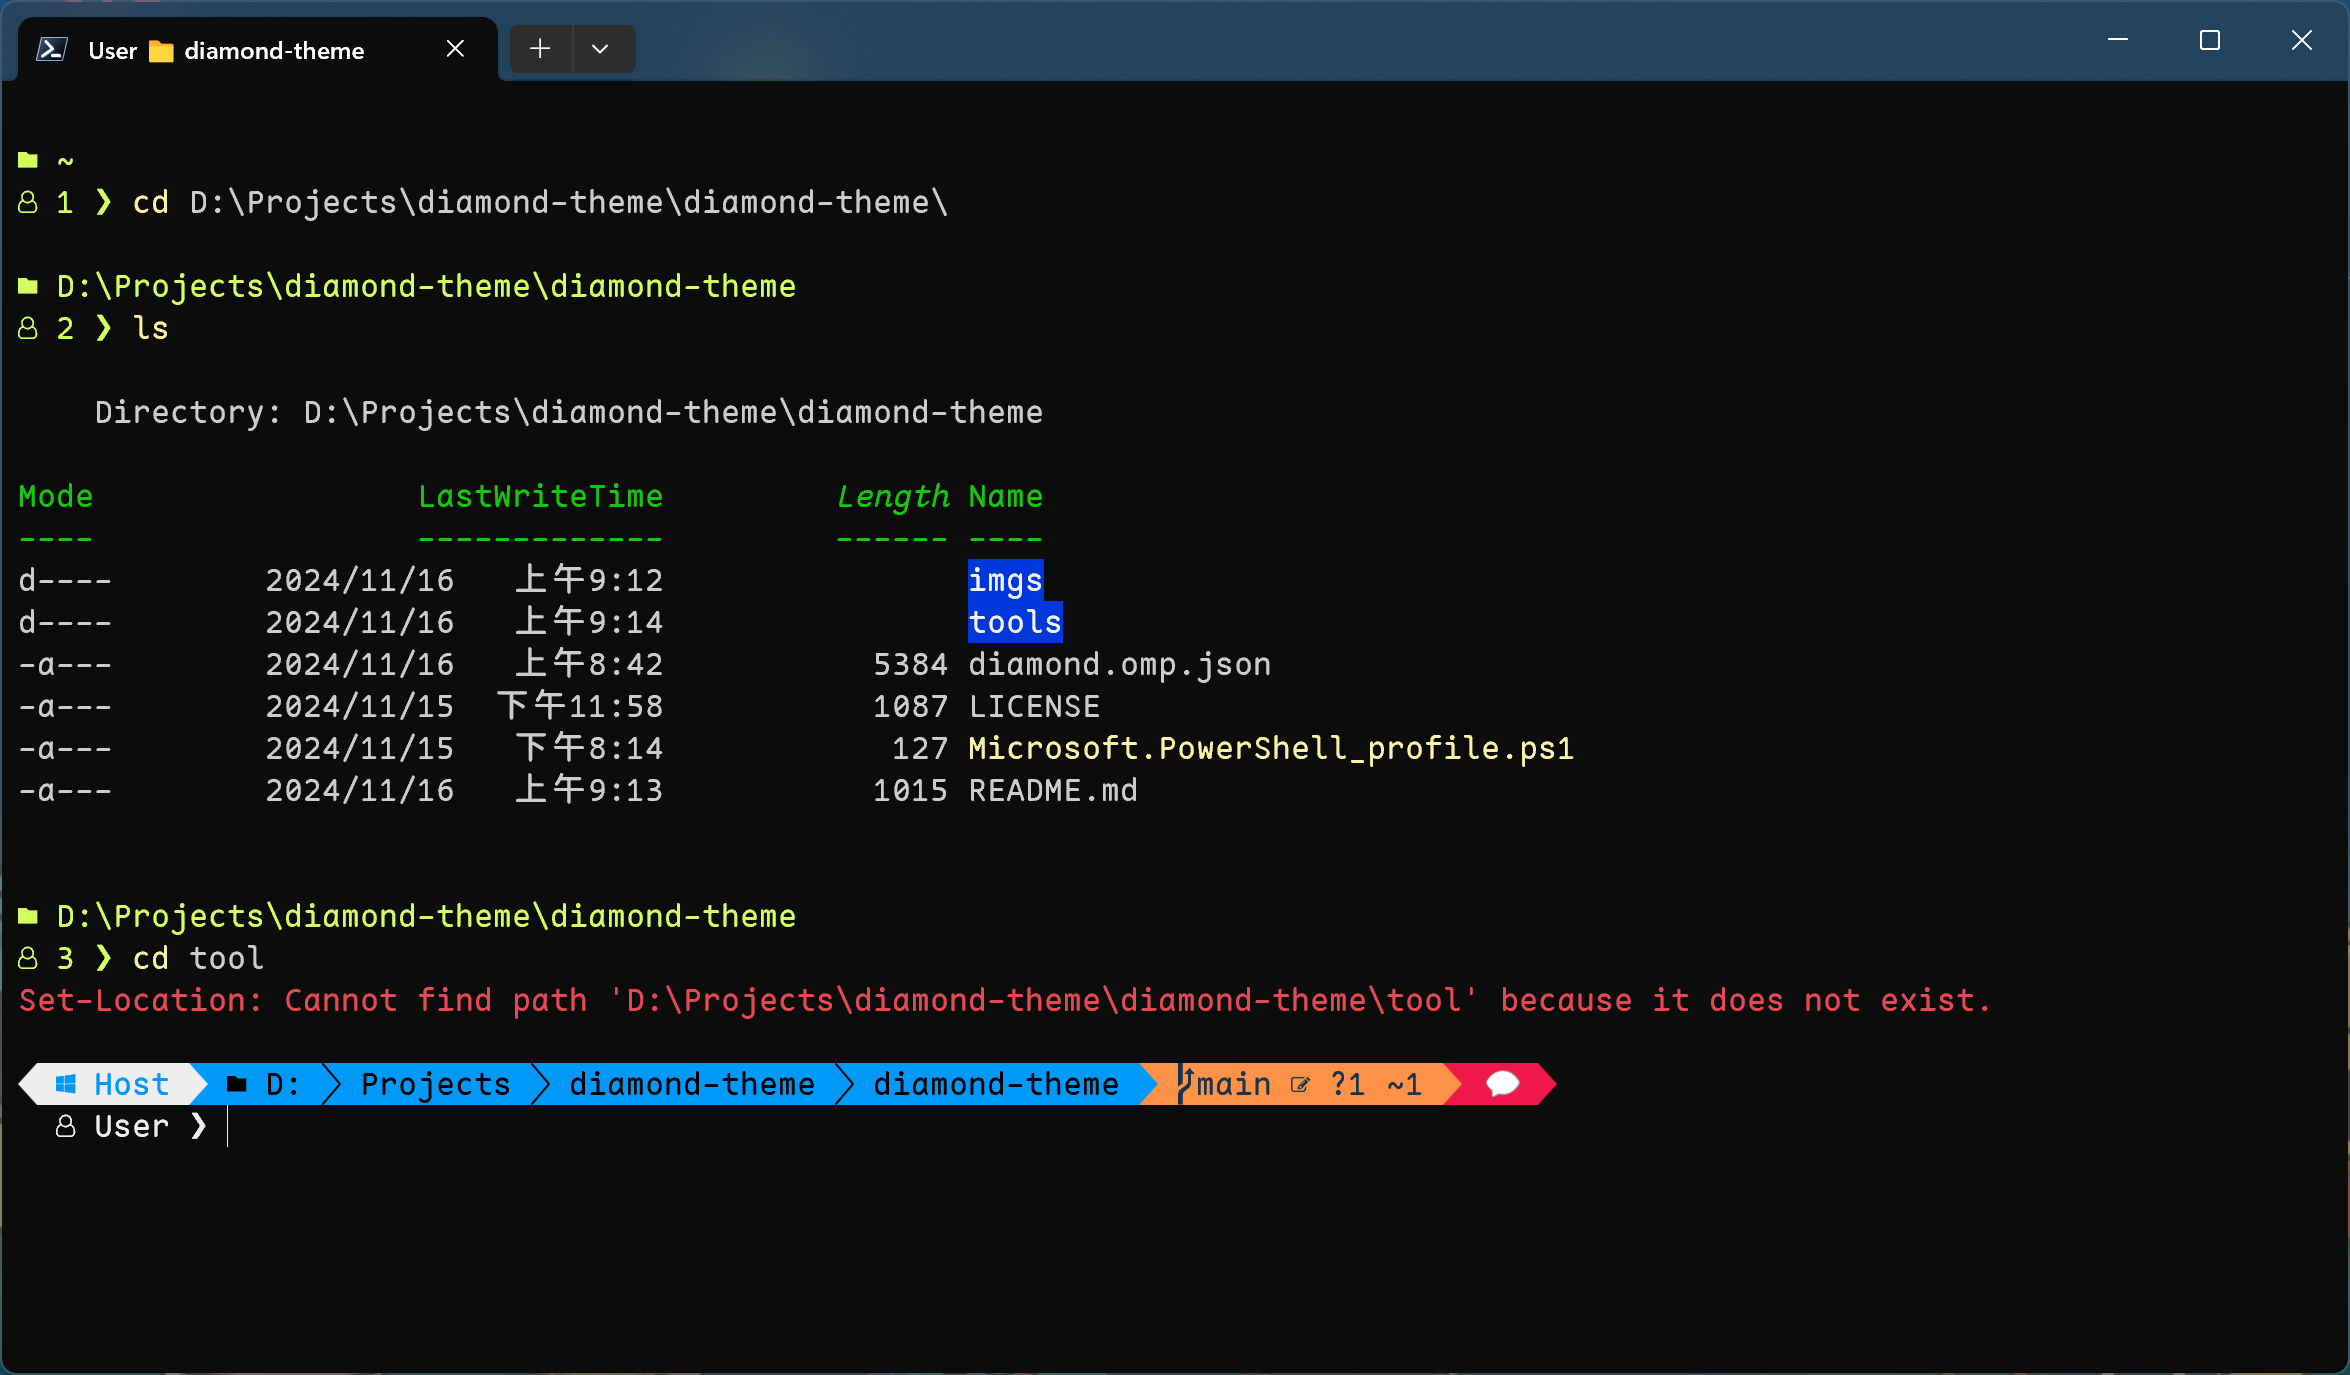 User diamond-theme
~
1 ❯ cd D:\Projects\diamond-theme\diamond-theme\
D:\Projects\diamond-theme\diamond-theme
2 ❯ ls
Directory: D:\Projects\diamond-theme\diamond-theme
Mode LastWriteTime Length Name
---- ------------- ------ ----
d---- 2024/11/16 上午9:12 imgs
d---- 2024/11/16 上午9:14 tools
-a--- 2024/11/16 上午8:42 5384 diamond.omp.json
-a--- 2024/11/15 下午11:58 1087 LICENSE
-a--- 2024/11/15 下午8:14 127 Microsoft.PowerShell_profile.ps1
-a--- 2024/11/16 上午9:13 1015 README.md
D:\Projects\diamond-theme\diamond-theme
3 ❯ cd tool
Set-Location: Cannot find path 'D:\Projects\diamond-theme\diamond-theme\tool' because it does not exist.
Host D: Projects diamond-theme diamond-theme main ?1 ~1
User ❯